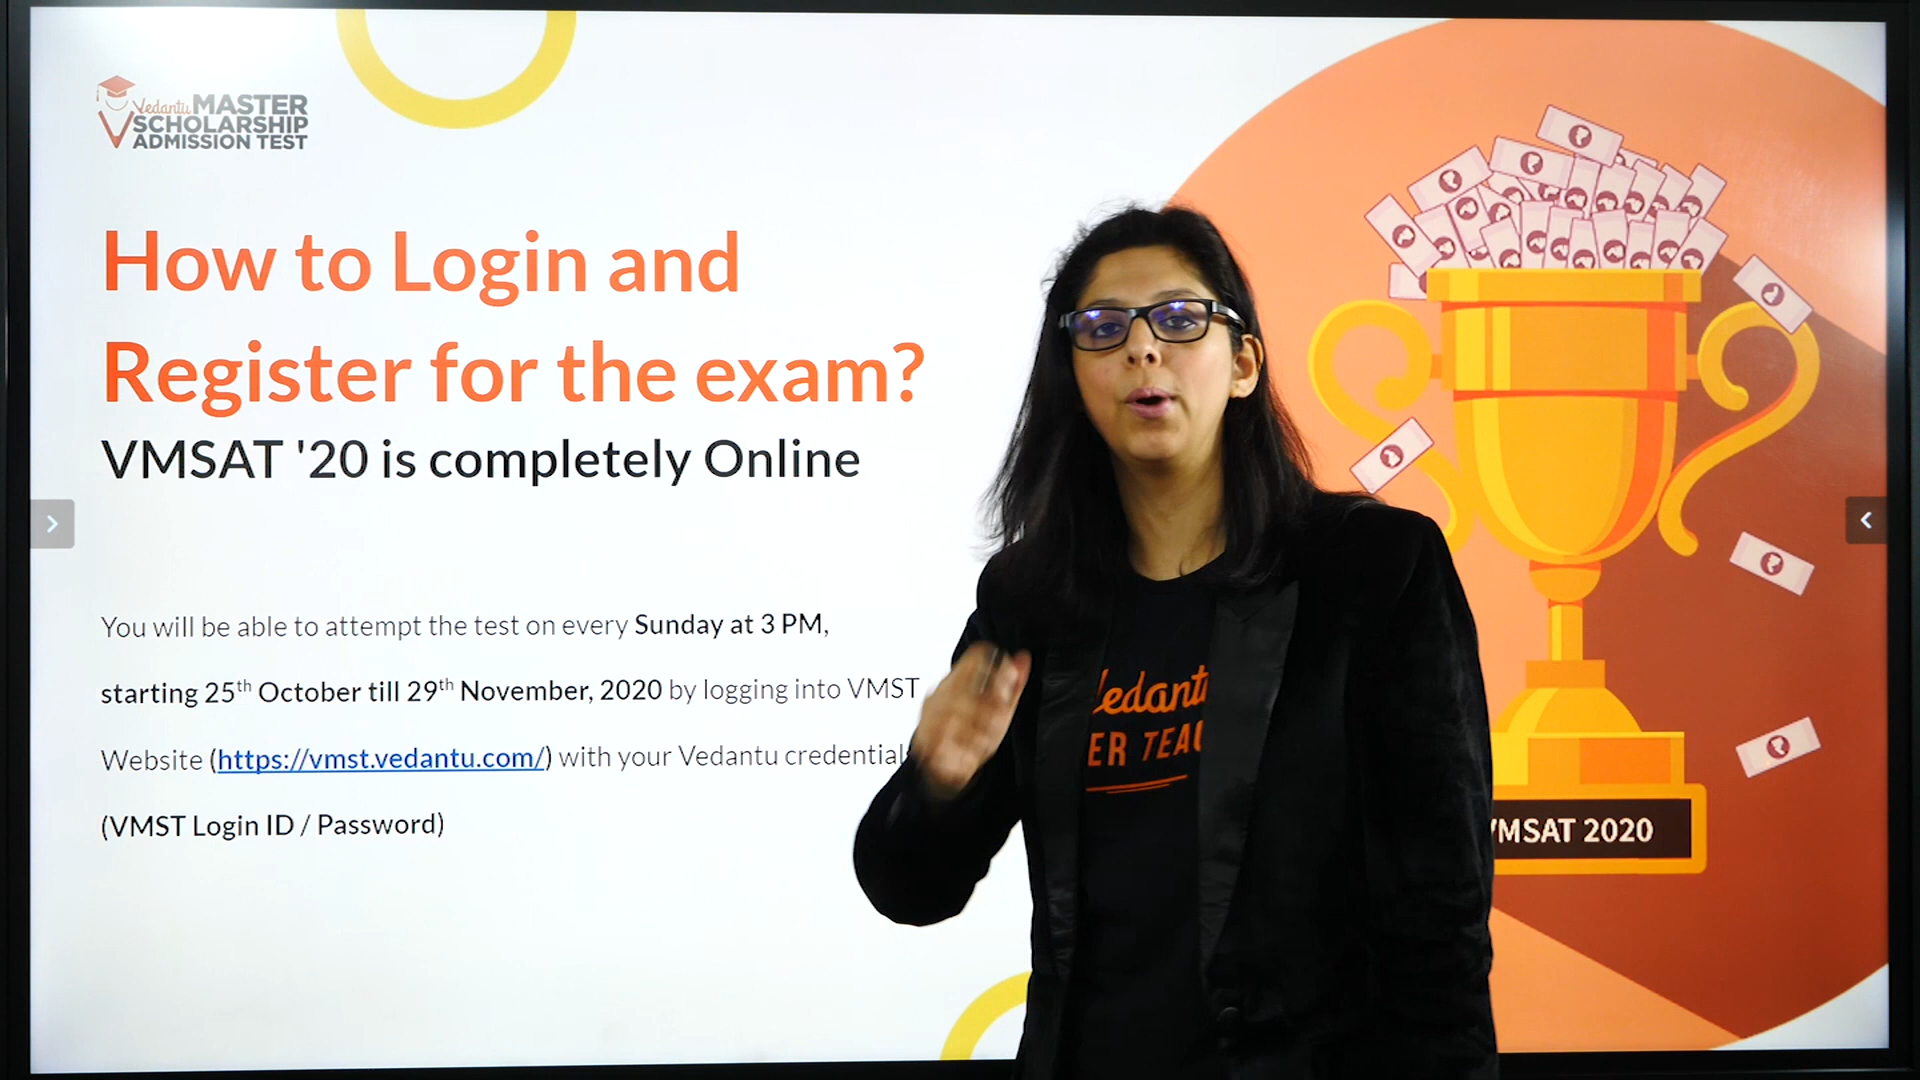 Vedantu MASTER
SCHOLARSHIP
ADMISSION TEST
How to Login and
Register for the exam?
VMSAT '20 is completely Online
You will be able to attempt the test on every Sunday at 3 PM,
starting 25th October till 29th November, 2020 by logging into VMST
Website (https://vmst.vedantu.com/) with your Vedantu
(VMST Login ID / Password)
MSAT 2020